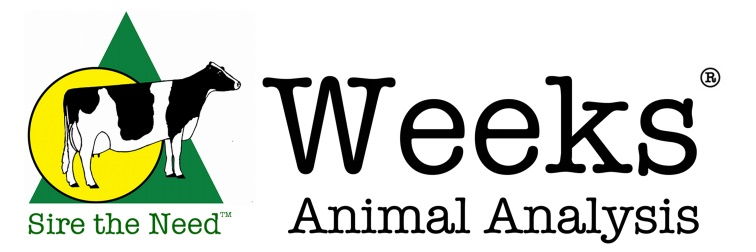 Weeks®
Animal Analysis
Sire the Need™